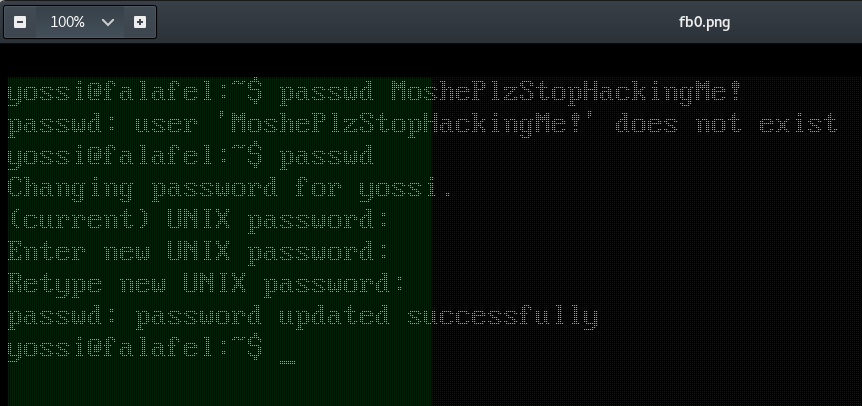 100%
fb0.png
yossi@falafel:~$ passwd MoshePlzStopHackingMe!
passwd: user 'MoshePlzStopHackingMe!' does not exist
yossi@falafel:~$ passwd
Changing password for yossi.
(current) UNIX password:
Enter new UNIX password:
Retype new UNIX password:
passwd: password updated successfully
yossi@falafel:~$ _